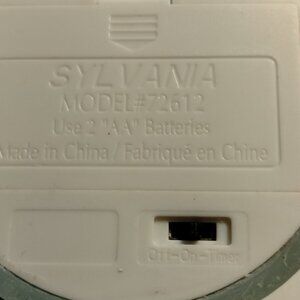 SYLVANIA
MODEL#72612
Use 2 "AA" Batteries
Made in China / Fabriqué en Chine
Off-On-Timer